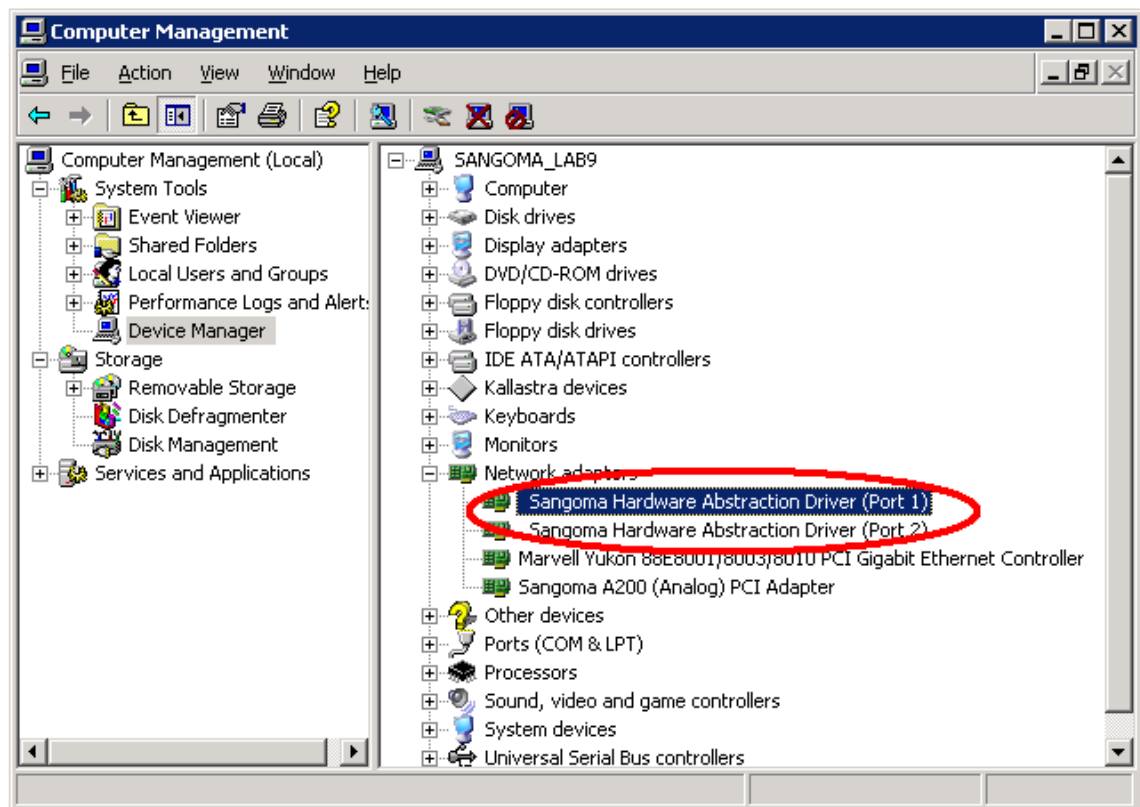 Computer Management
File Action View Window Help
Computer Management (Local)
System Tools
Event Viewer
Shared Folders
Local Users and Groups
Performance Logs and Alert
Device Manager
Storage
Removable Storage
Disk Defragmenter
Disk Management
Services and Applications
SANGOMA_LAB9
Computer
Disk drives
Display adapters
DVD/CD-ROM drives
Floppy disk controllers
Floppy disk drives
IDE ATA/ATAPI controllers
Kallastra devices
Keyboards
Monitors
Network adapters
Sangoma Hardware Abstraction Driver (Port 1)
Sangoma Hardware Abstraction Driver (Port 2)
Marvell Yukon 88E8001/8003/8010 PCI Gigabit Ethernet Controller
Sangoma A200 (Analog) PCI Adapter
Other devices
Ports (COM & LPT)
Processors
Sound, video and game controllers
System devices
Universal Serial Bus controllers